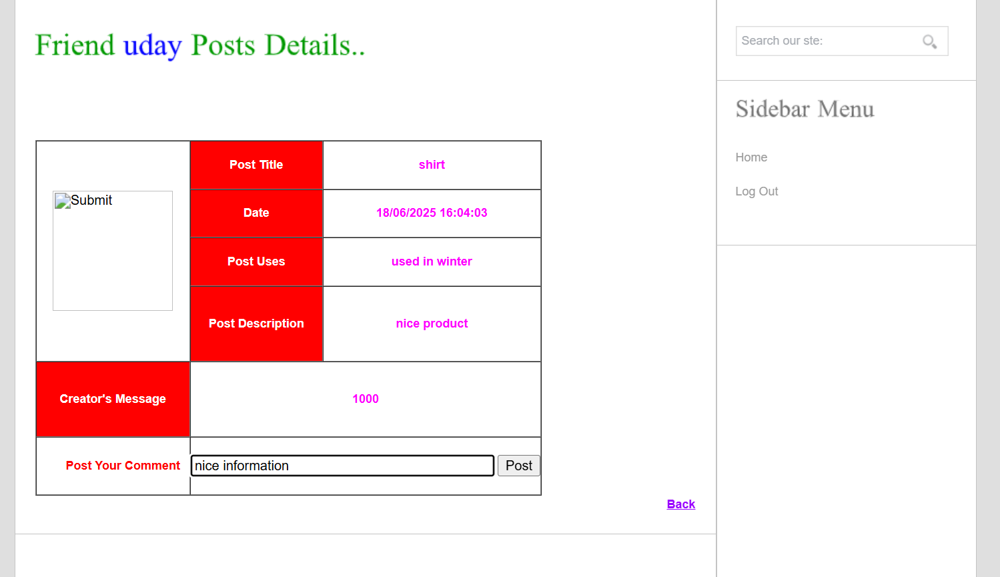 Friend uday Posts Details..
Search our ste:
Sidebar Menu
Home
Log Out
Submit
Post Title shirt
Date 18/06/2025 16:04:03
Post Uses used in winter
Post Description nice product
Creator's Message 1000
Post Your Comment nice information Post
Back